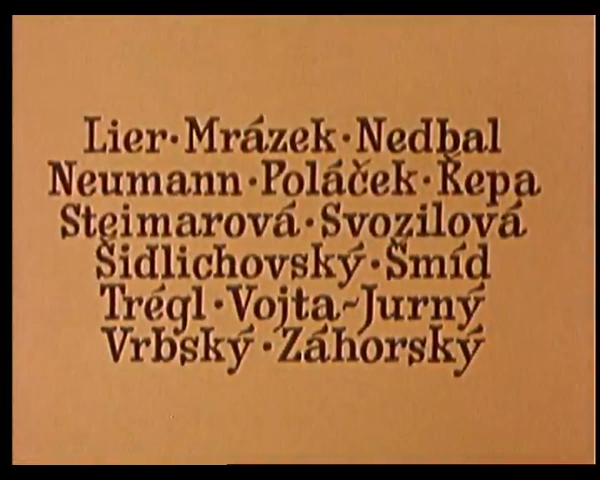 Lier·Mrázek·Nedbal
Neumann·Poláček·Řepa
Steimarová·Svozilová
Šidlichovský·Šmíd
Trégl·Vojta~Jurný
Vrbský·Záhorský